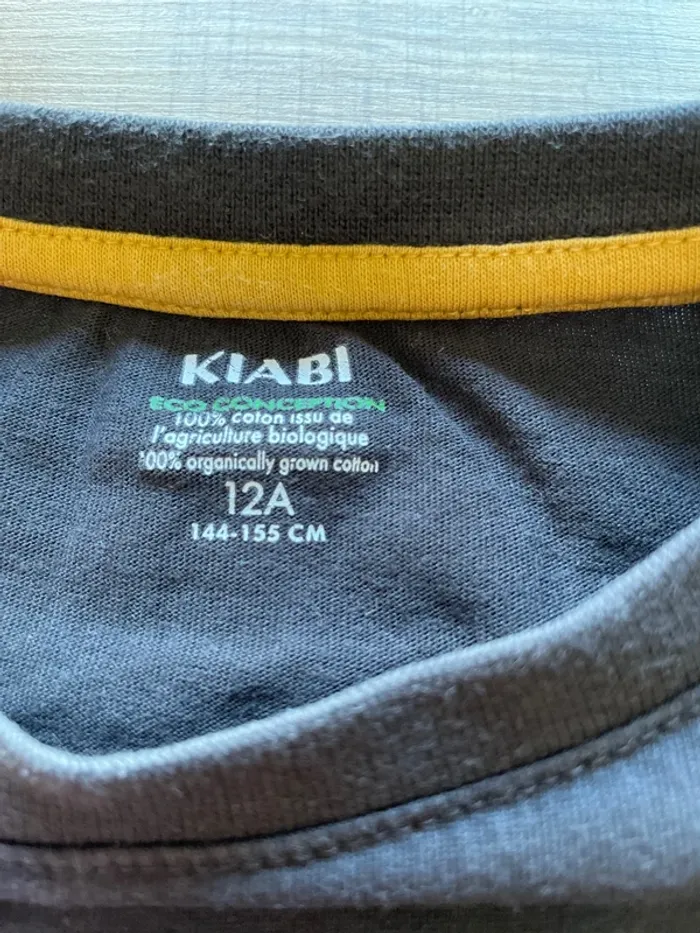 KIABI
ECO CONCEPTION
100% coton issu de
l'agriculture biologique
100% organically grown cotton
12A
144-155 CM